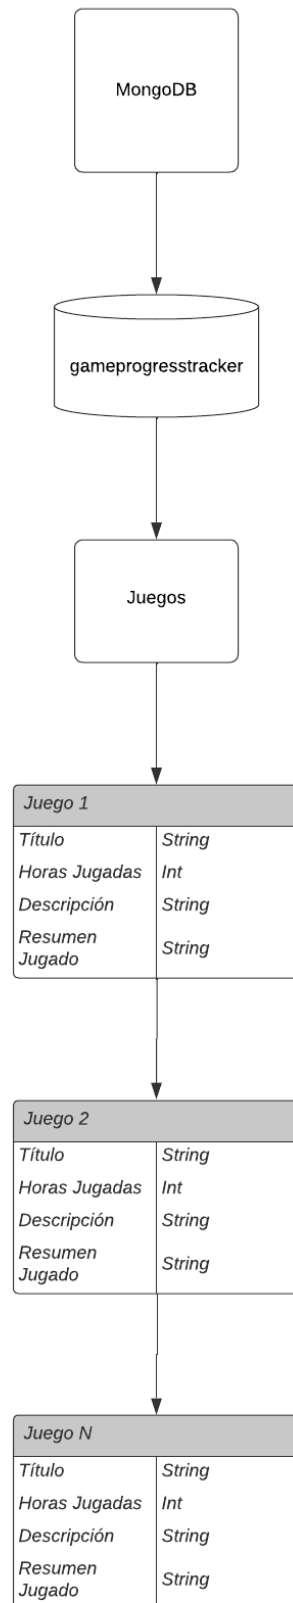 MongoDB
gameprogresstracker
Juegos
Juego 1
Título String
Horas Jugadas Int
Descripción String
Resumen
Jugado String
Juego 2
Título String
Horas Jugadas Int
Descripción String
Resumen
Jugado String
Juego N
Título String
Horas Jugadas Int
Descripción String
Resumen
Jugado String